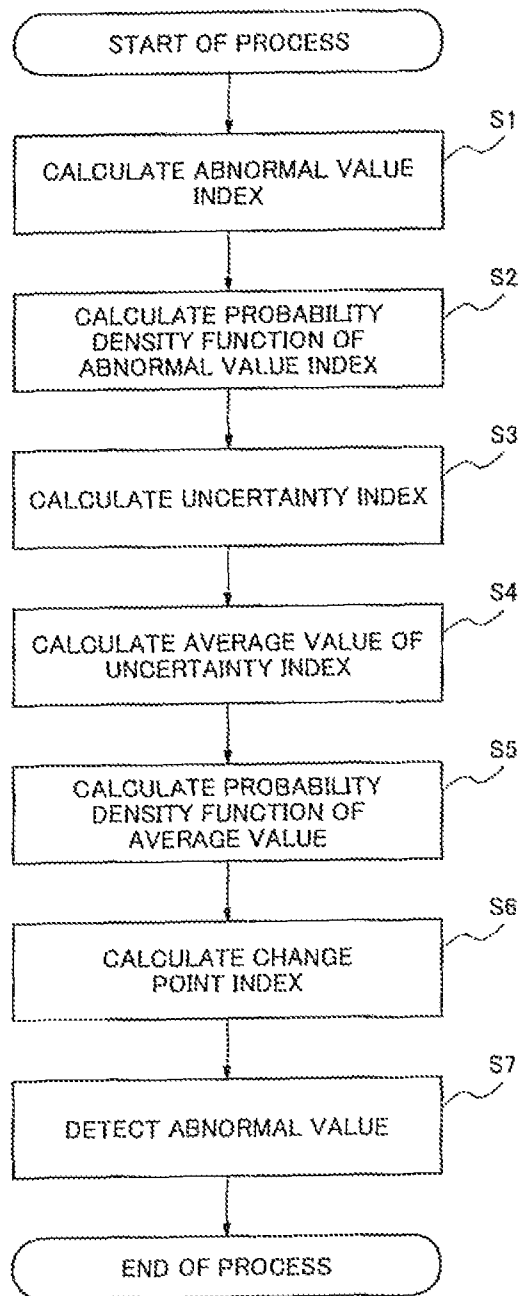 START OF PROCESS
S1
CALCULATE ABNORMAL VALUE
INDEX
S2
CALCULATE PROBABILITY
DENSITY FUNCTION OF
ABNORMAL VALUE INDEX
S3
CALCULATE UNCERTAINTY INDEX
S4
CALCULATE AVERAGE VALUE OF
UNCERTAINTY INDEX
S5
CALCULATE PROBABILITY
DENSITY FUNCTION OF
AVERAGE VALUE
S6
CALCULATE CHANGE
POINT INDEX
S7
DETECT ABNORMAL VALUE
END OF PROCESS